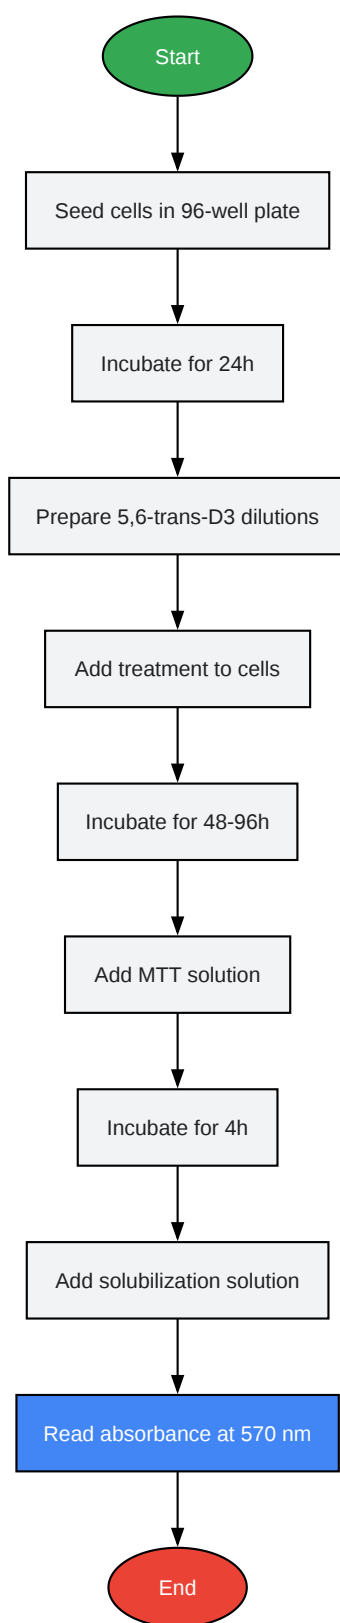 Start
Seed cells in 96-well plate
Incubate for 24h
Prepare 5,6-trans-D3 dilutions
Add treatment to cells
Incubate for 48-96h
Add MTT solution
Incubate for 4h
Add solubilization solution
Read absorbance at 570 nm
End